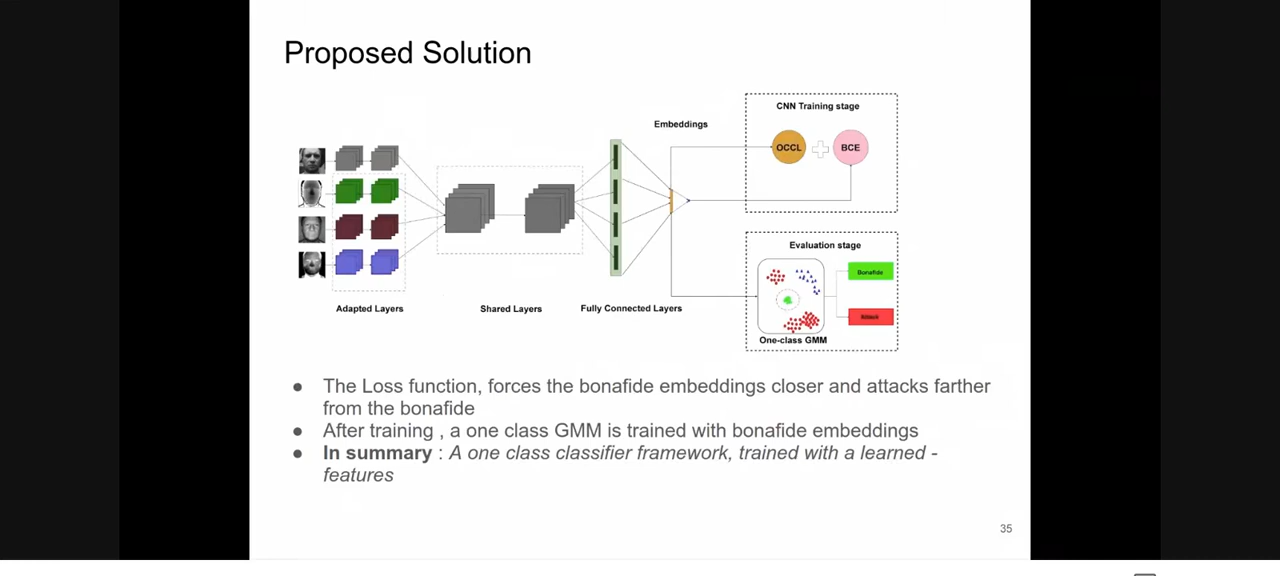 Proposed Solution
CNN Training stage
Embeddings
OCCL
BCE
Evaluation stage
Bonafide
Attack
One-class GMM
Adapted Layers
Shared Layers
Fully Connected Layers
● The Loss function, forces the bonafide embeddings closer and attacks farther
from the bonafide
● After training , a one class GMM is trained with bonafide embeddings
● In summary : A one class classifier framework, trained with a learned -
features
35